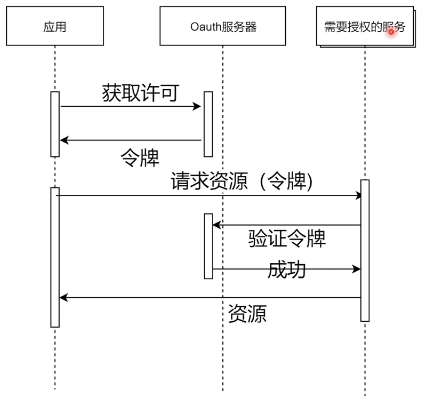 应用
Oauth服务器
需要授权的服务
获取许可
令牌
请求资源（令牌)
验证令牌
成功
资源